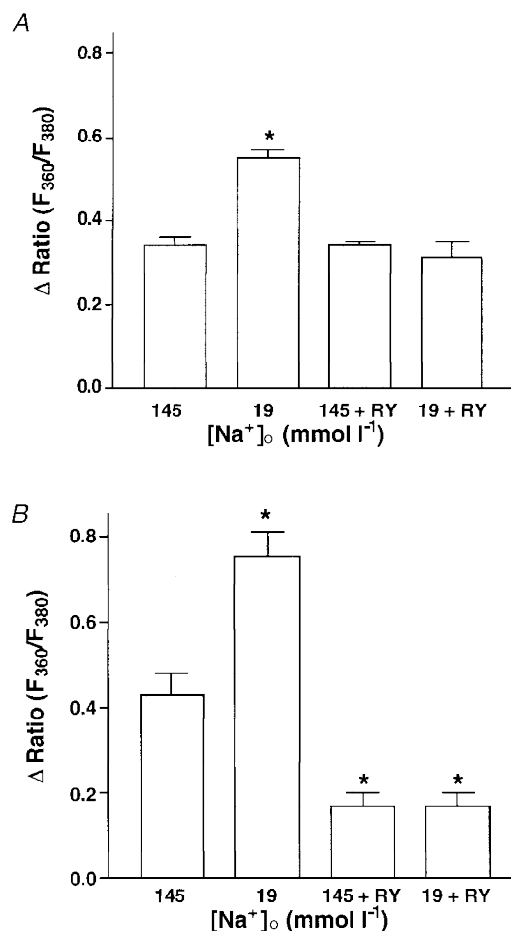 A
Δ Ratio (F360/F380)
0.8
0.6
0.4
0.2
0.0
*
145 19 145 + RY 19 + RY
[Na+]o (mmol l-1)
B
Δ Ratio (F360/F380)
0.8
0.6
0.4
0.2
0.0
*
* *
145 19 145 + RY 19 + RY
[Na+]o (mmol l-1)